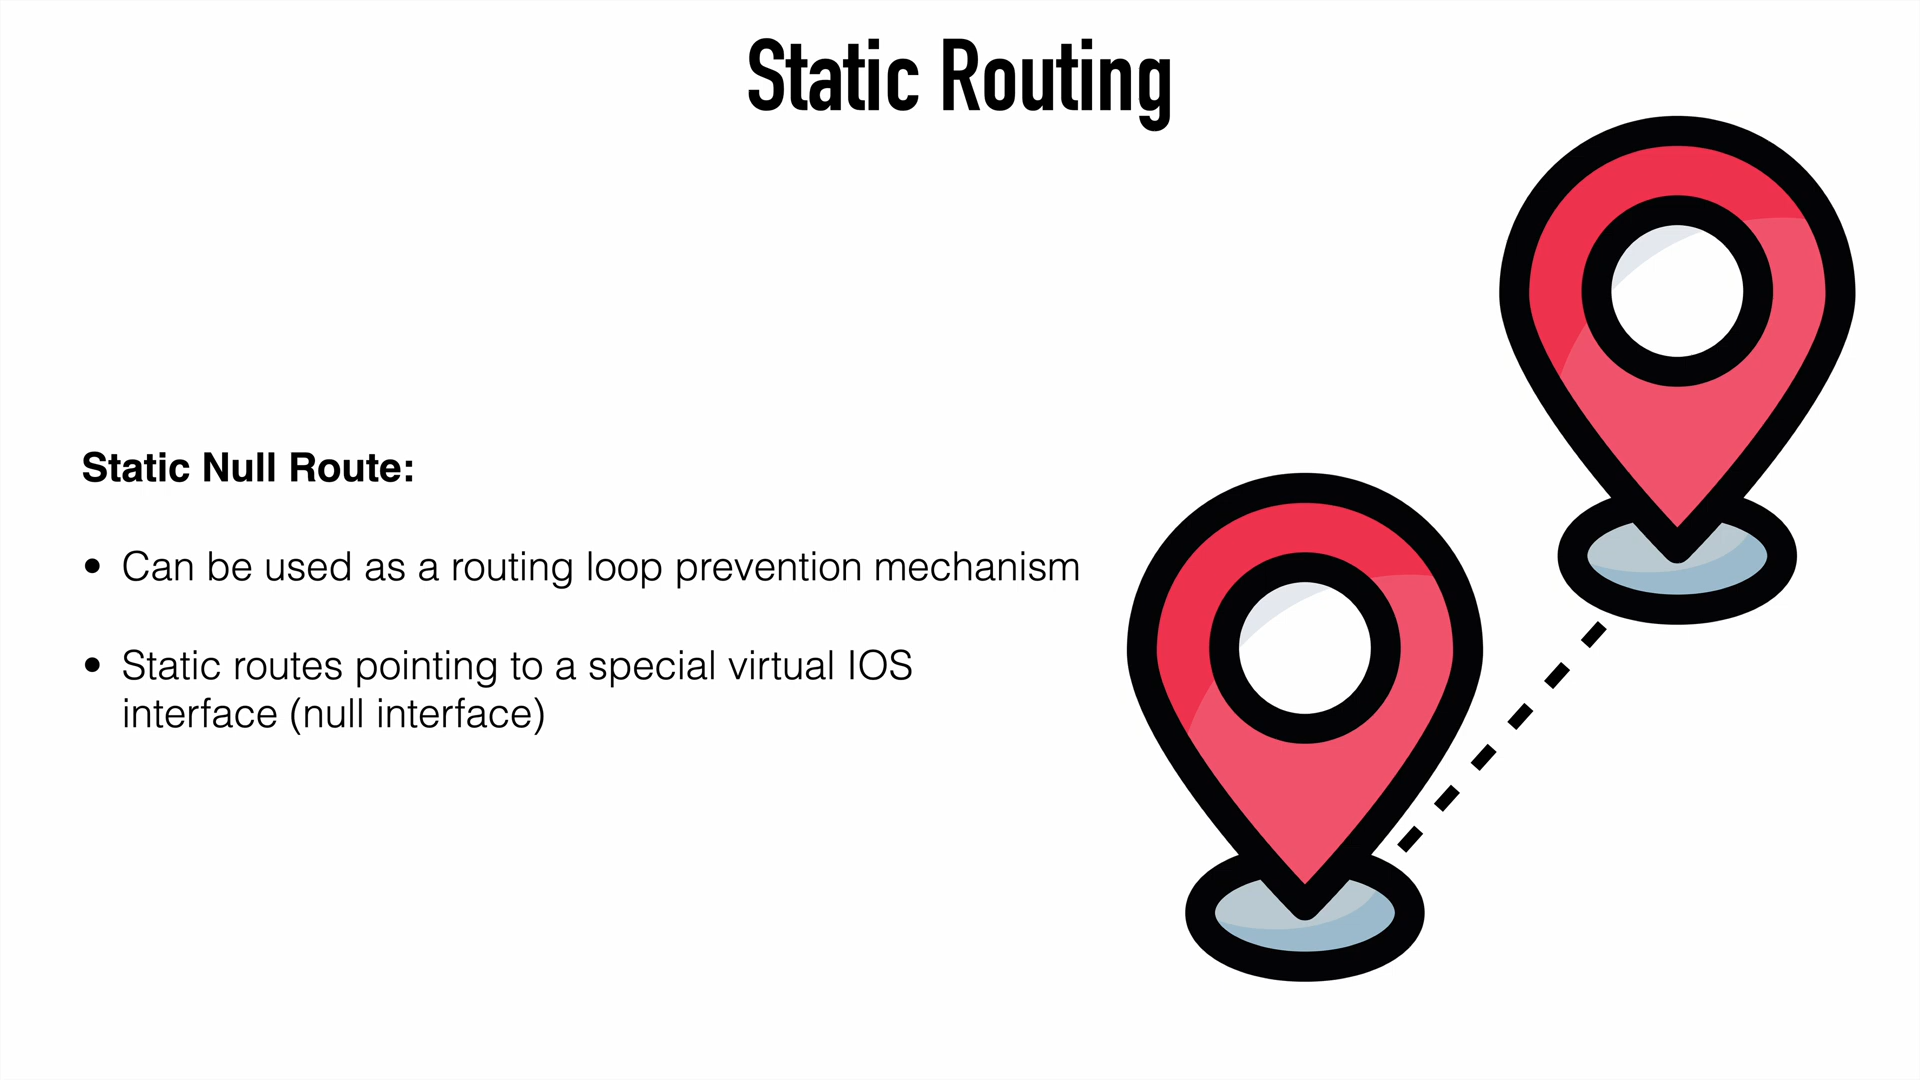 Static Routing
Static Null Route:
• Can be used as a routing loop prevention mechanism
• Static routes pointing to a special virtual IOS
interface (null interface)